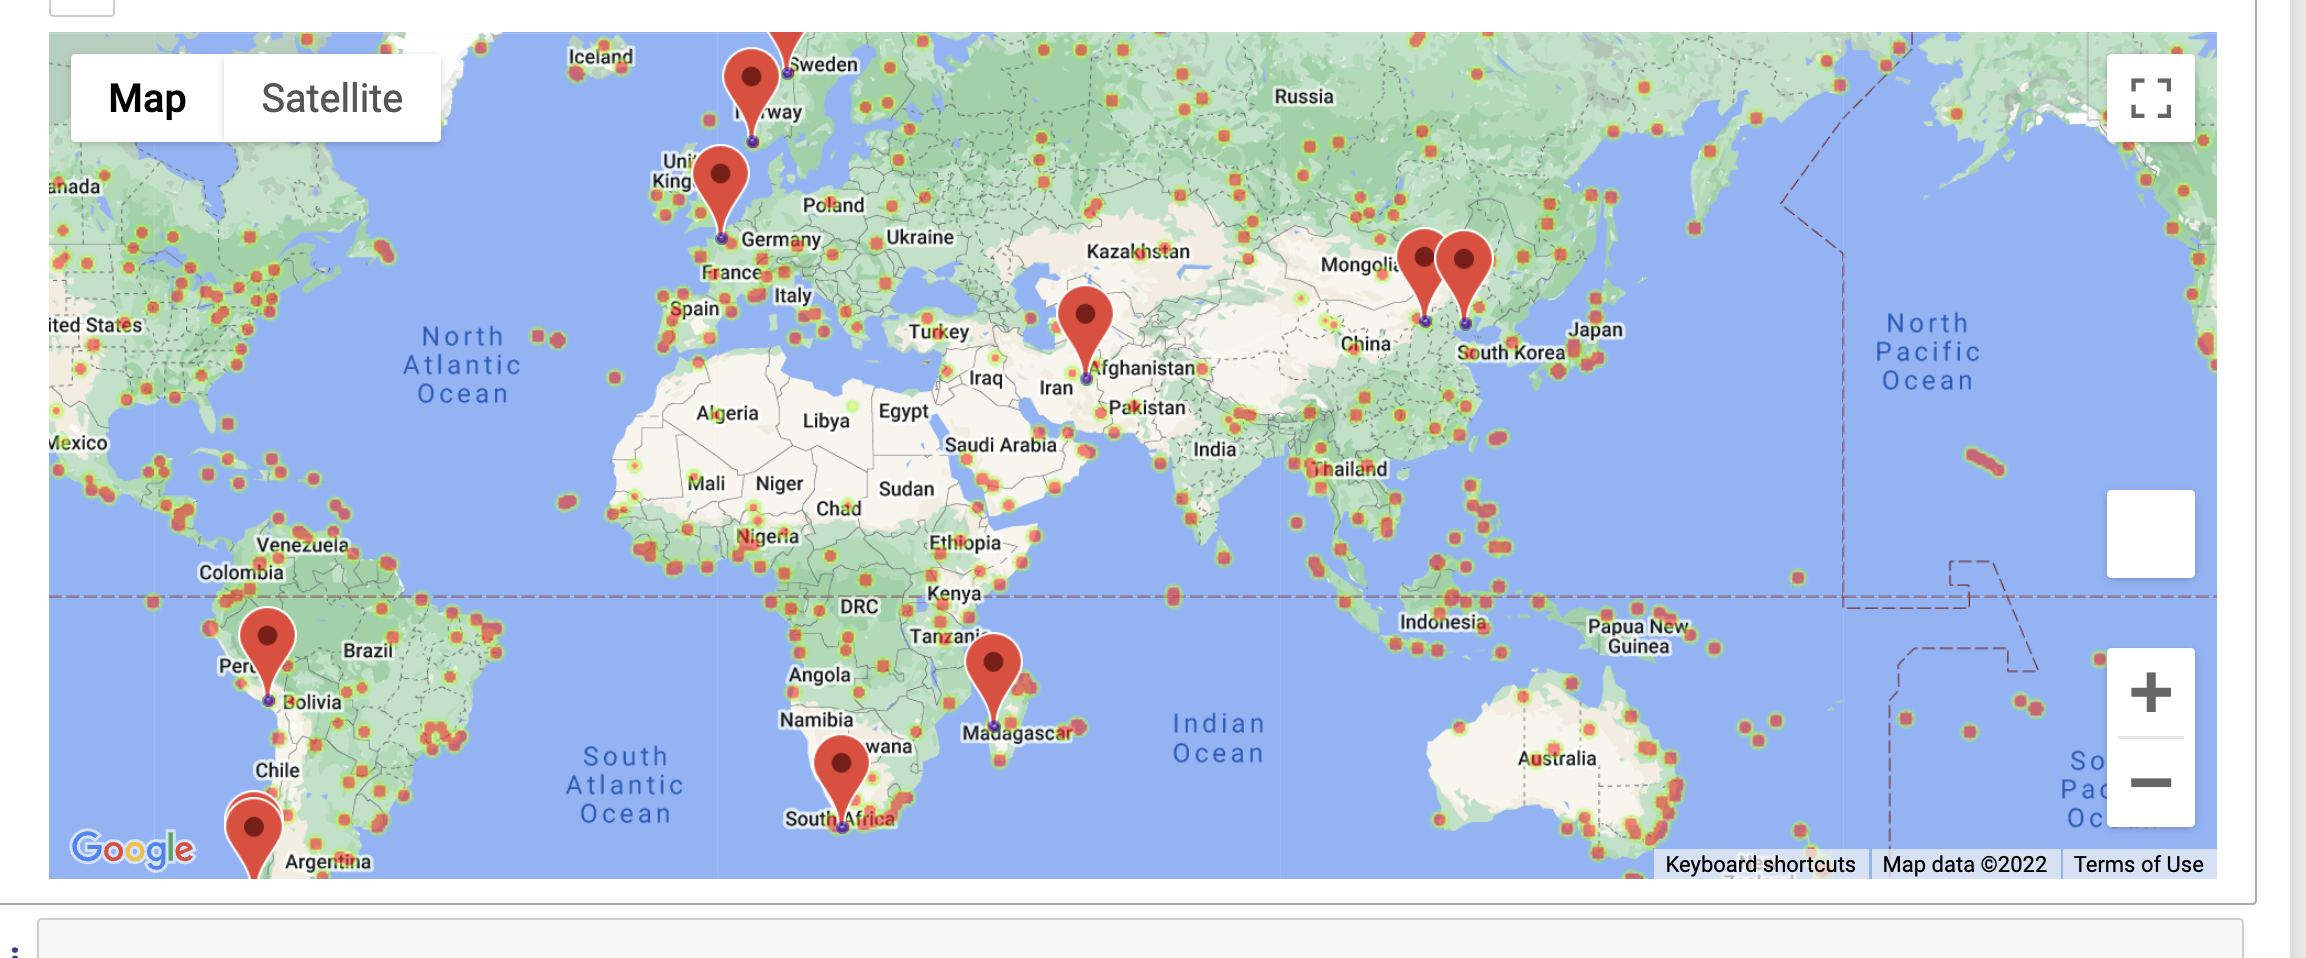 Map
Satellite
Iceland
Sweden
Norway
Russia
anada
Unit
King
Poland
Germany
Ukraine
France
Kazakhstan
Mongolia
Italy
Spain
ited States
Turkey
Japan
China
South Korea
North
Atlantic
Ocean
North
Pacific
Ocean
Iraq
Iran
Afghanistan
Pakistan
Algeria
Libya
Egypt
Mexico
Saudi Arabia
India
Thailand
Mali
Niger
Sudan
Chad
Nigeria
Ethiopia
Venezuela
Colombia
Kenya
DRC
Indonesia
Papua New
Guinea
Tanzania
Brazil
Peru
Angola
Bolivia
Namibia
Madagascar
wana
Indian
Ocean
Australia
South
Atlantic
Ocean
Chile
So
Pac
Oc
South Africa
Argentina
Google
Keyboard shortcuts
Map data ©2022
Terms of Use